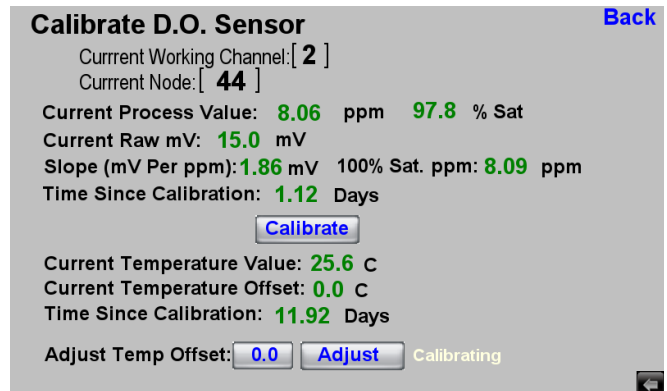 Calibrate D.O. Sensor Back
Currrent Working Channel:[ 2 ]
Currrent Node:[ 44 ]
Current Process Value: 8.06 ppm 97.8 % Sat
Current Raw mV: 15.0 mV
Slope (mV Per ppm):1.86 mV 100% Sat. ppm: 8.09 ppm
Time Since Calibration: 1.12 Days
Calibrate
Current Temperature Value: 25.6 C
Current Temperature Offset: 0.0 C
Time Since Calibration: 11.92 Days
Adjust Temp Offset: 0.0 Adjust Calibrating